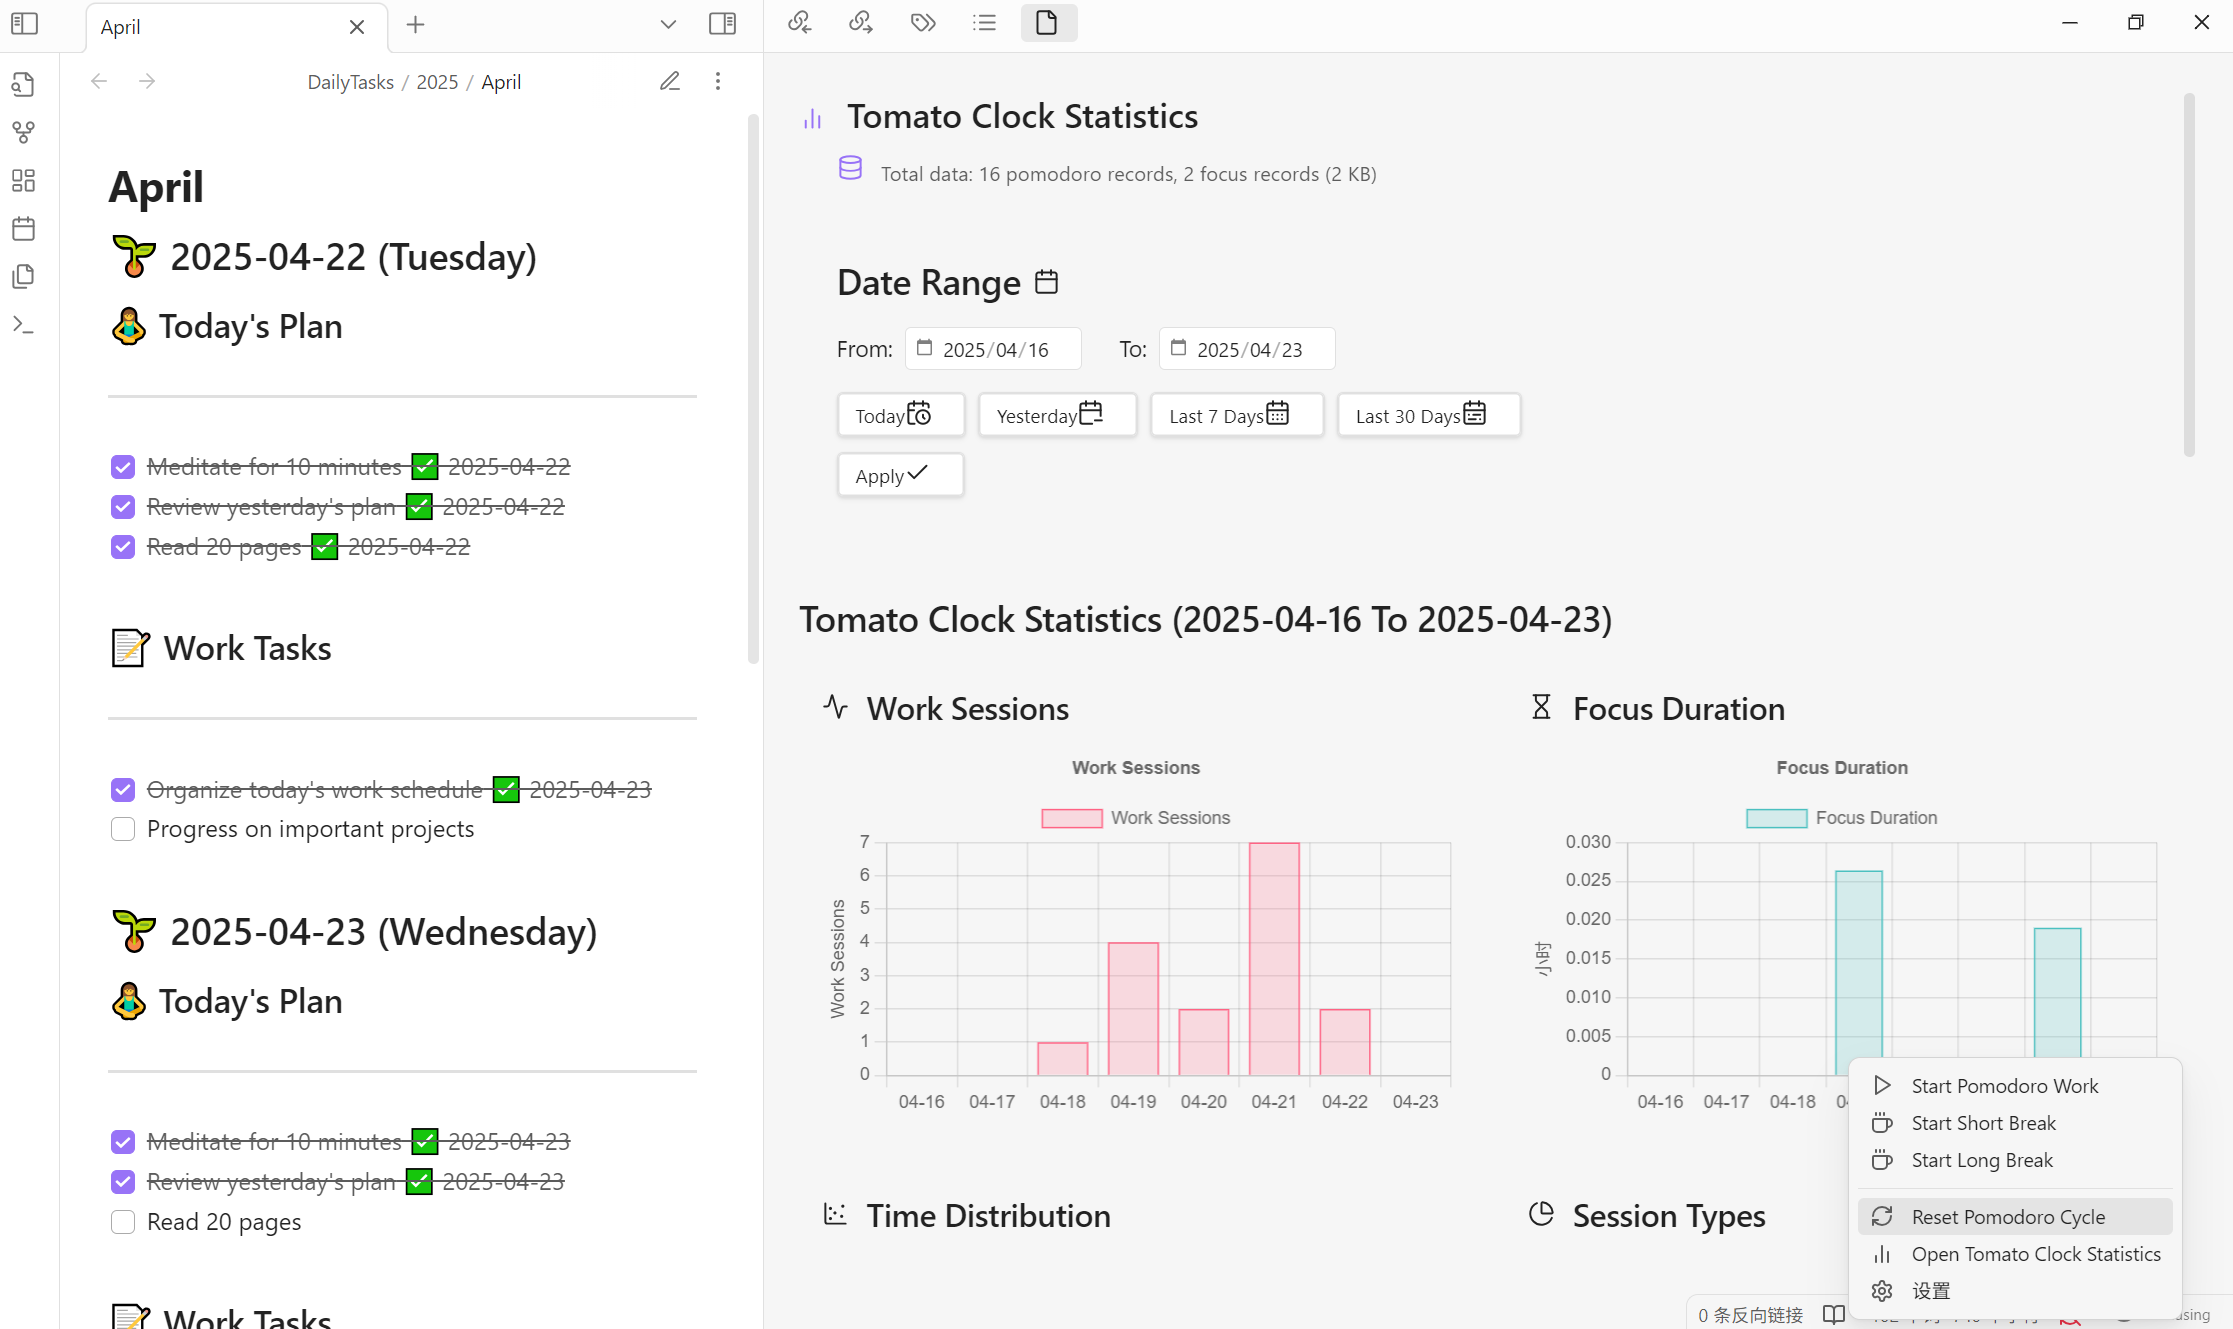 April
DailyTasks / 2025 / April
April
2025-04-22 (Tuesday)
Today's Plan
Meditate for 10 minutes ✅ 2025-04-22
Review yesterday's plan ✅ 2025-04-22
Read 20 pages ✅ 2025-04-22
Work Tasks
Organize today's work schedule ✅ 2025-04-23
Progress on important projects
2025-04-23 (Wednesday)
Today's Plan
Meditate for 10 minutes ✅ 2025-04-23
Review yesterday's plan ✅ 2025-04-23
Read 20 pages
Work Tasks
Tomato Clock Statistics
Total data: 16 pomodoro records, 2 focus records (2 KB)
Date Range
From: 2025/04/16 To: 2025/04/23
Today Yesterday Last 7 Days Last 30 Days
Apply
Tomato Clock Statistics (2025-04-16 To 2025-04-23)
Work Sessions
Work Sessions
Work Sessions
Work Sessions
7
6
5
4
3
2
1
0
04-16 04-17 04-18 04-19 04-20 04-21 04-22 04-23
Focus Duration
Focus Duration
Focus Duration
小时
0.030
0.025
0.020
0.015
0.010
0.005
0
04-16 04-17 04-18
Time Distribution
Session Types
Start Pomodoro Work
Start Short Break
Start Long Break
Reset Pomodoro Cycle
Open Tomato Clock Statistics
设置
0 条反向链接